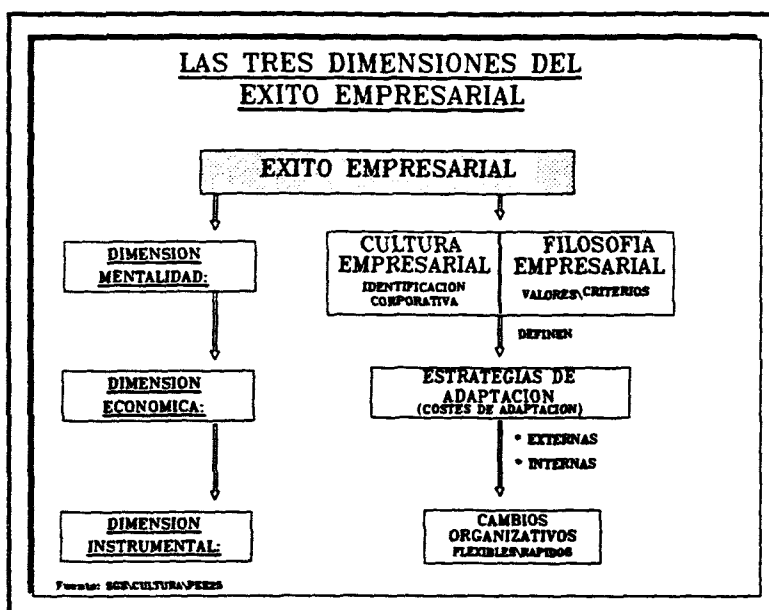 LAS TRES DIMENSIONES DEL
EXITO EMPRESARIAL
EXITO EMPRESARIAL
DIMENSION
MENTALIDAD:
CULTURA
EMPRESARIAL
IDENTIFICACION
CORPORATIVA
FILOSOFIA
EMPRESARIAL
VALORES\CRITERIOS
DEFINEN
DIMENSION
ECONOMICA:
ESTRATEGIAS DE
ADAPTACION
(COSTES DE ADAPTACION)
* EXTERNAS
* INTERNAS
DIMENSION
INSTRUMENTAL:
CAMBIOS
ORGANIZATIVOS
FLEXIBLES\RAPIDOS
Fuente: